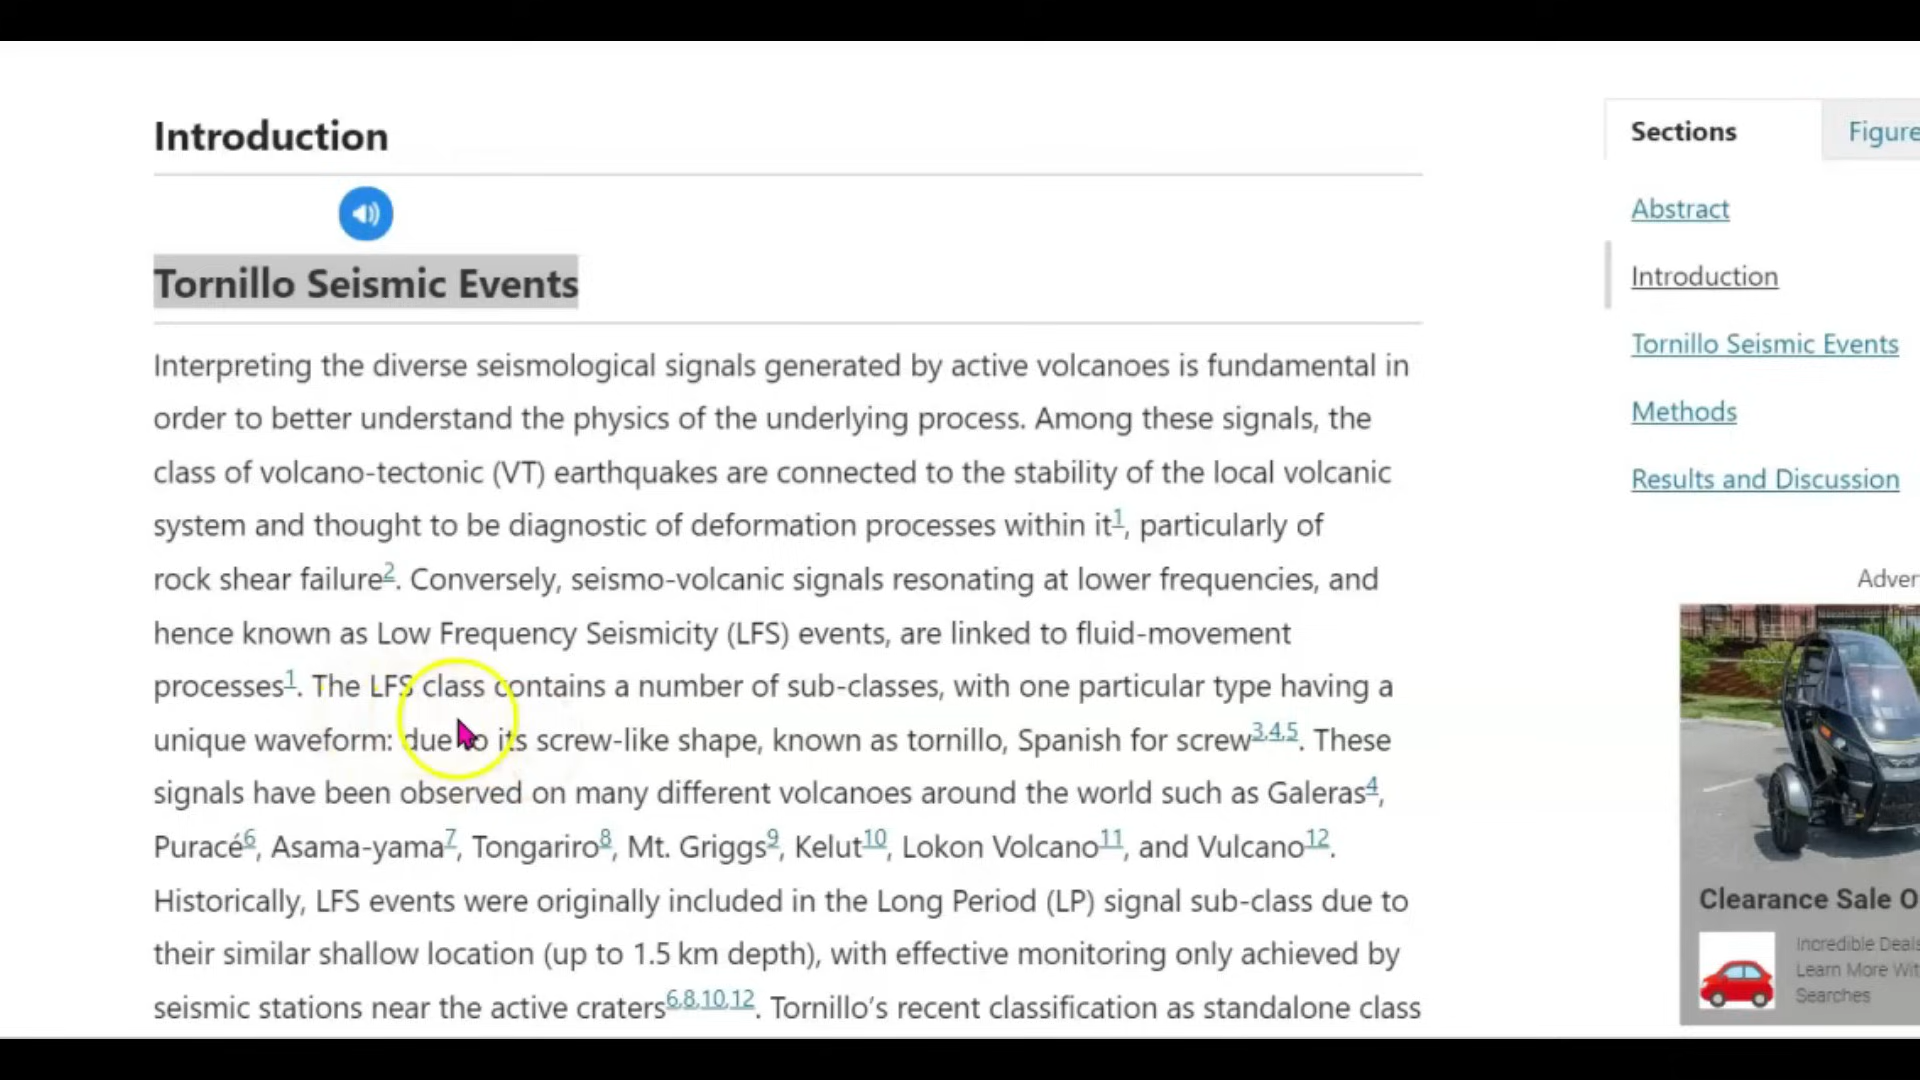 Introduction
Tornillo Seismic Events
Interpreting the diverse seismological signals generated by active volcanoes is fundamental in
order to better understand the physics of the underlying process. Among these signals, the
class of volcano-tectonic (VT) earthquakes are connected to the stability of the local volcanic
system and thought to be diagnostic of deformation processes within it1, particularly of
rock shear failure2. Conversely, seismo-volcanic signals resonating at lower frequencies, and
hence known as Low Frequency Seismicity (LFS) events, are linked to fluid-movement
processes1. The LFS class contains a number of sub-classes, with one particular type having a
unique waveform: due to its screw-like shape, known as tornillo, Spanish for screw3,4,5. These
signals have been observed on many different volcanoes around the world such as Galeras4,
Puracé6, Asama-yama7, Tongariro8, Mt. Griggs9, Kelut10, Lokon Volcano11, and Vulcano12.
Historically, LFS events were originally included in the Long Period (LP) signal sub-class due to
their similar shallow location (up to 1.5 km depth), with effective monitoring only achieved by
seismic stations near the active craters6,8,10,12. Tornillo's recent classification as standalone class
Sections
Figure
Abstract
Introduction
Tornillo Seismic Events
Methods
Results and Discussion
Adver
Clearance Sale O
Incredible Deals
Learn More Wit
Searches